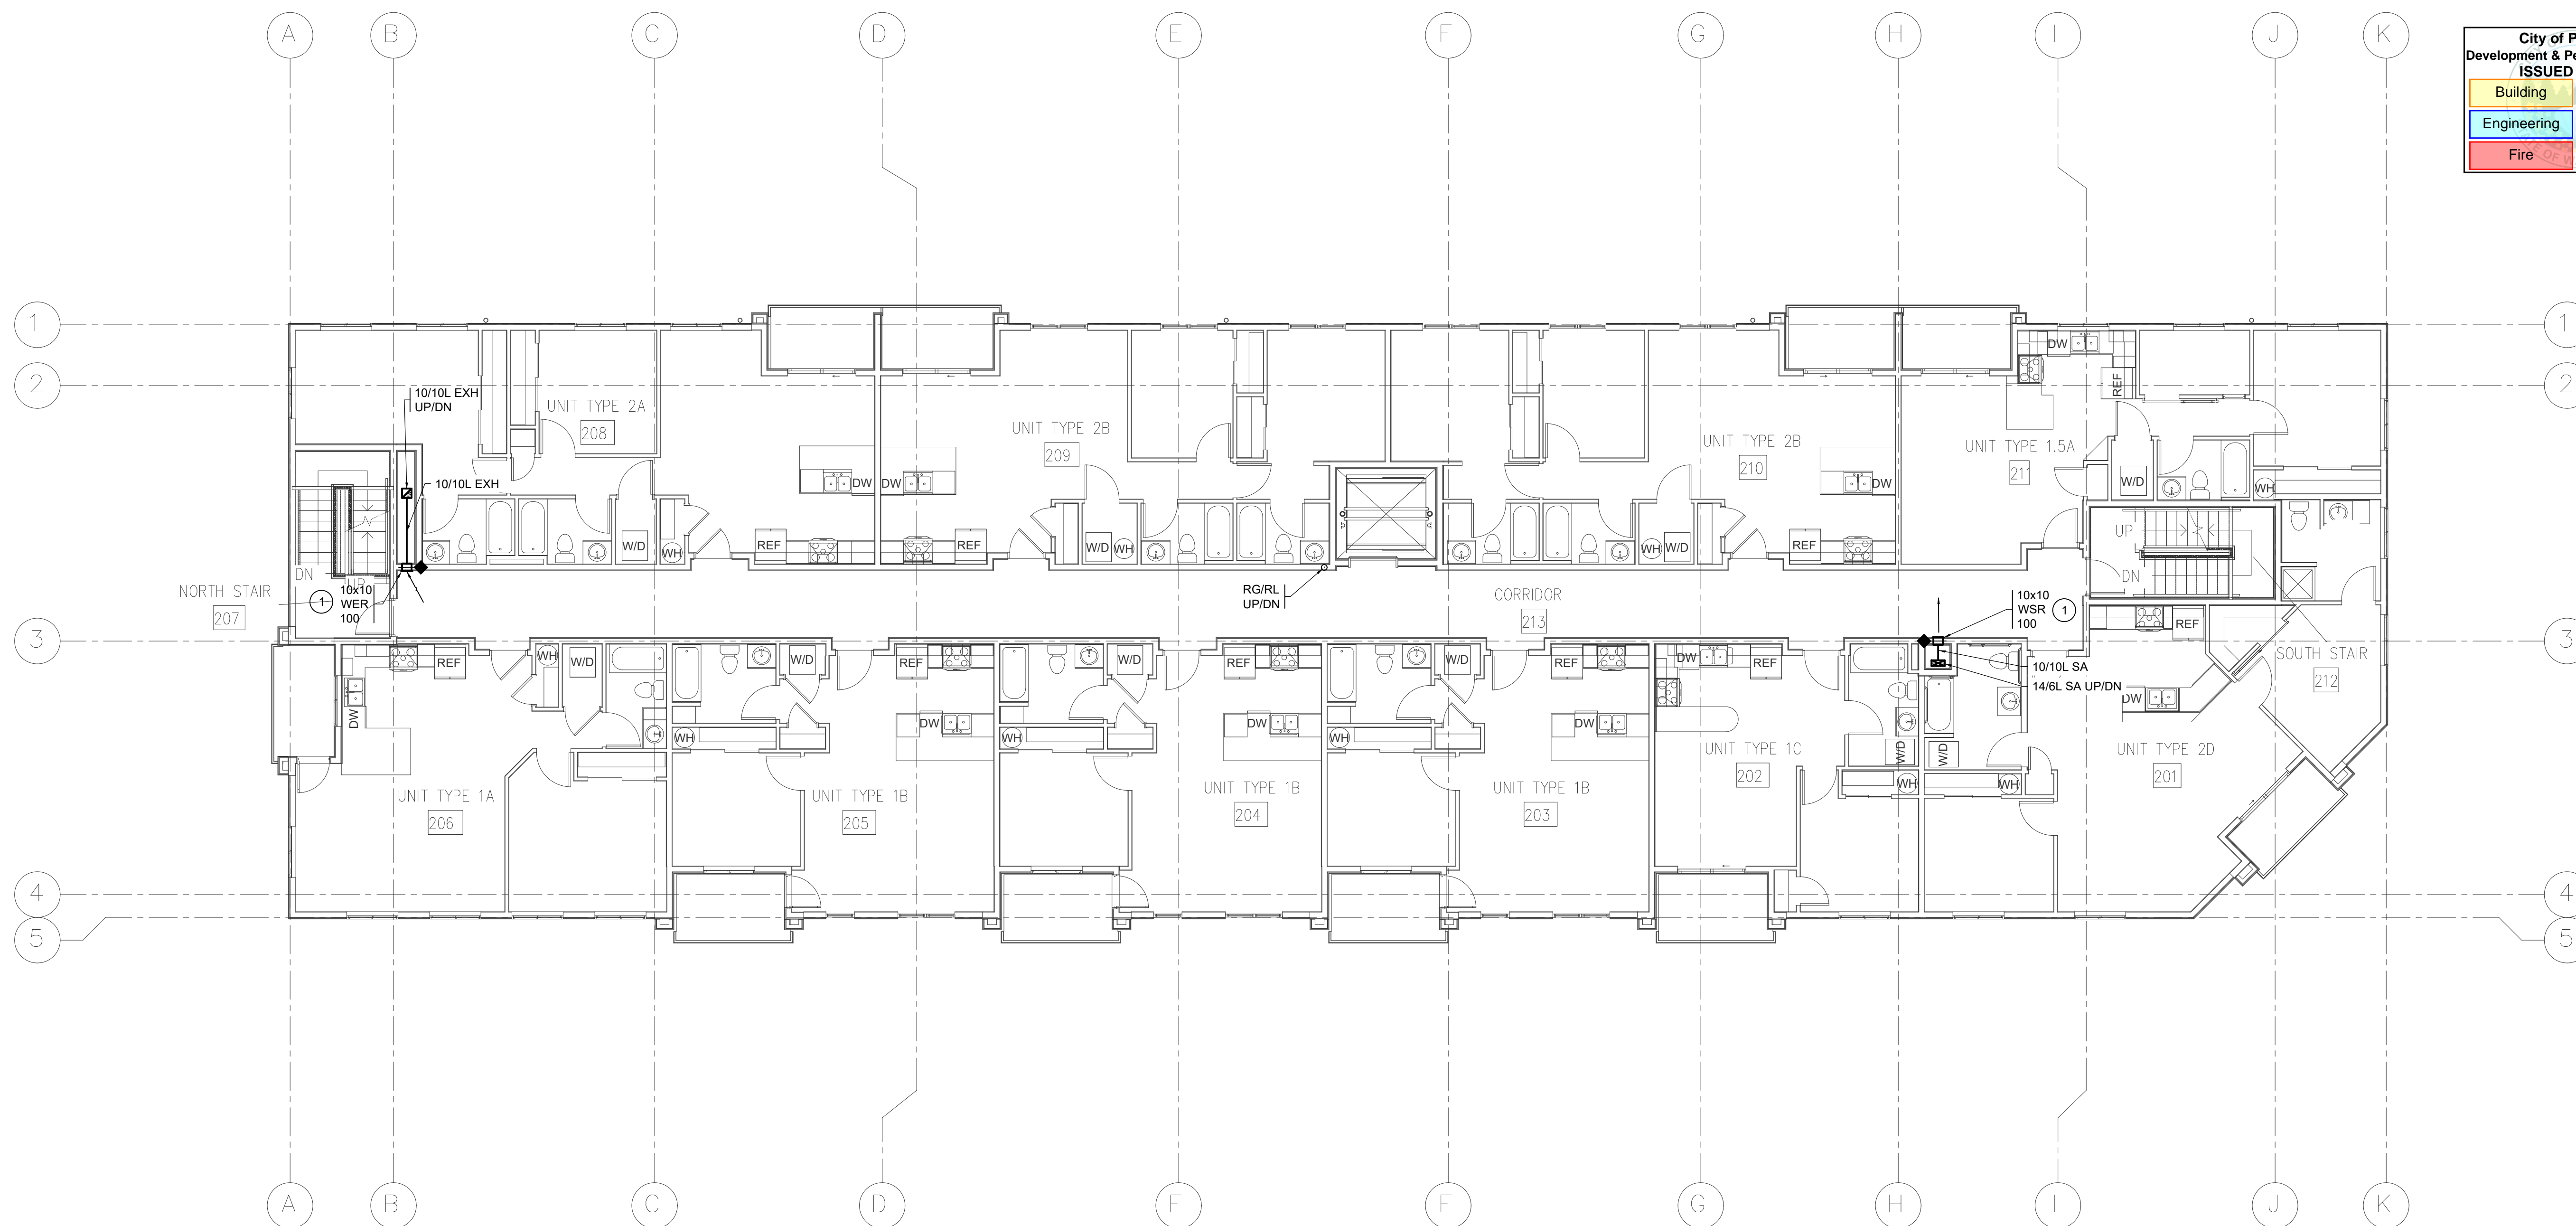 A
B
C
D
E
F
G
H
I
J
K
City of P
Development & Pe
ISSUED
Building
Engineering
Fire
1
1
2
2
10/10L EXH
UP/DN
UNIT TYPE 2A
208
UNIT TYPE 2B
209
UNIT TYPE 2B
210
UNIT TYPE 1.5A
211
DW
REF
W/D
WH
10/10L EXH
DW
DW
DW
W/D
WH
REF
REF
W/D
WH
WH
W/D
REF
UP
DN
DN
UP
NORTH STAIR
207
1
10x10
WER
100
RG/RL
UP/DN
CORRIDOR
213
10x10
WSR
100
1
3
3
REF
WH
W/D
W/D
REF
W/D
REF
W/D
REF
DW
REF
REF
SOUTH STAIR
212
10/10L SA
14/6L SA UP/DN
DW
DW
DW
DW
DW
WH
WH
WH
W/D
W/D
WH
WH
UNIT TYPE 1A
206
UNIT TYPE 1B
205
UNIT TYPE 1B
204
UNIT TYPE 1B
203
UNIT TYPE 1C
202
UNIT TYPE 2D
201
4
4
5
5
A
B
C
D
E
F
G
H
I
J
K